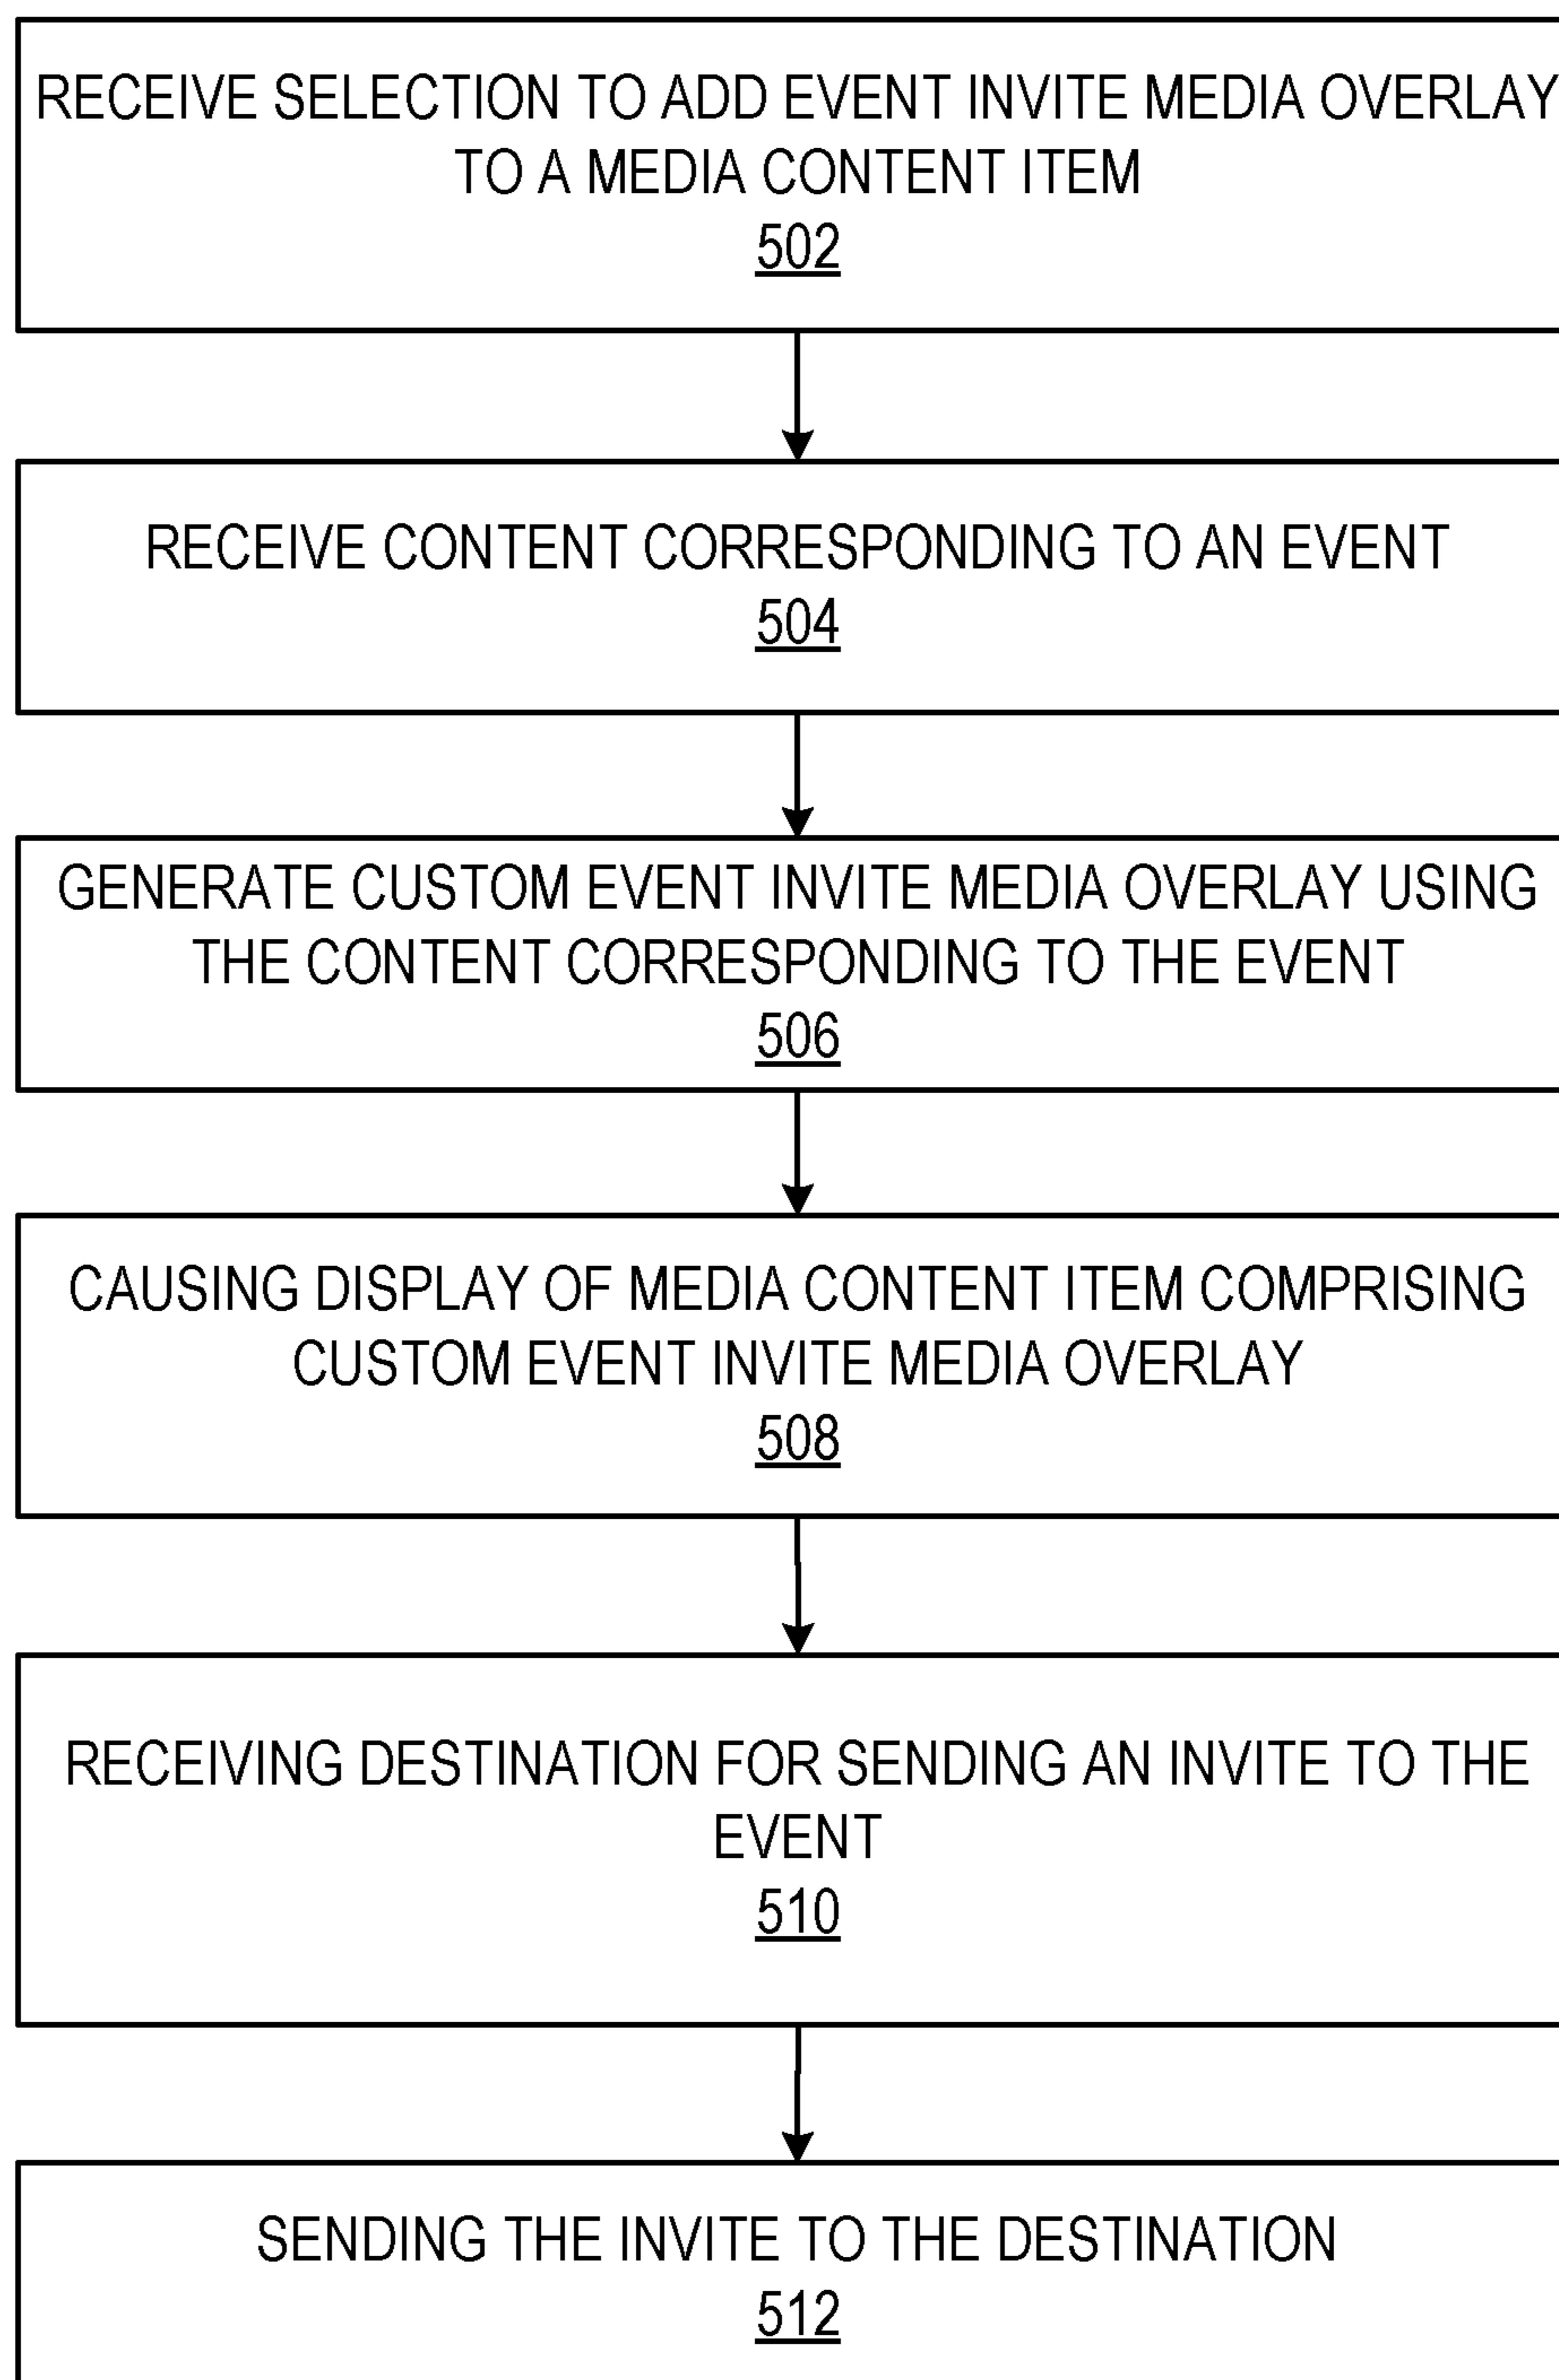 RECEIVE SELECTION TO ADD EVENT INVITE MEDIA OVERLAY
TO A MEDIA CONTENT ITEM
502
RECEIVE CONTENT CORRESPONDING TO AN EVENT
504
GENERATE CUSTOM EVENT INVITE MEDIA OVERLAY USING
THE CONTENT CORRESPONDING TO THE EVENT
506
CAUSING DISPLAY OF MEDIA CONTENT ITEM COMPRISING
CUSTOM EVENT INVITE MEDIA OVERLAY
508
RECEIVING DESTINATION FOR SENDING AN INVITE TO THE
EVENT
510
SENDING THE INVITE TO THE DESTINATION
512